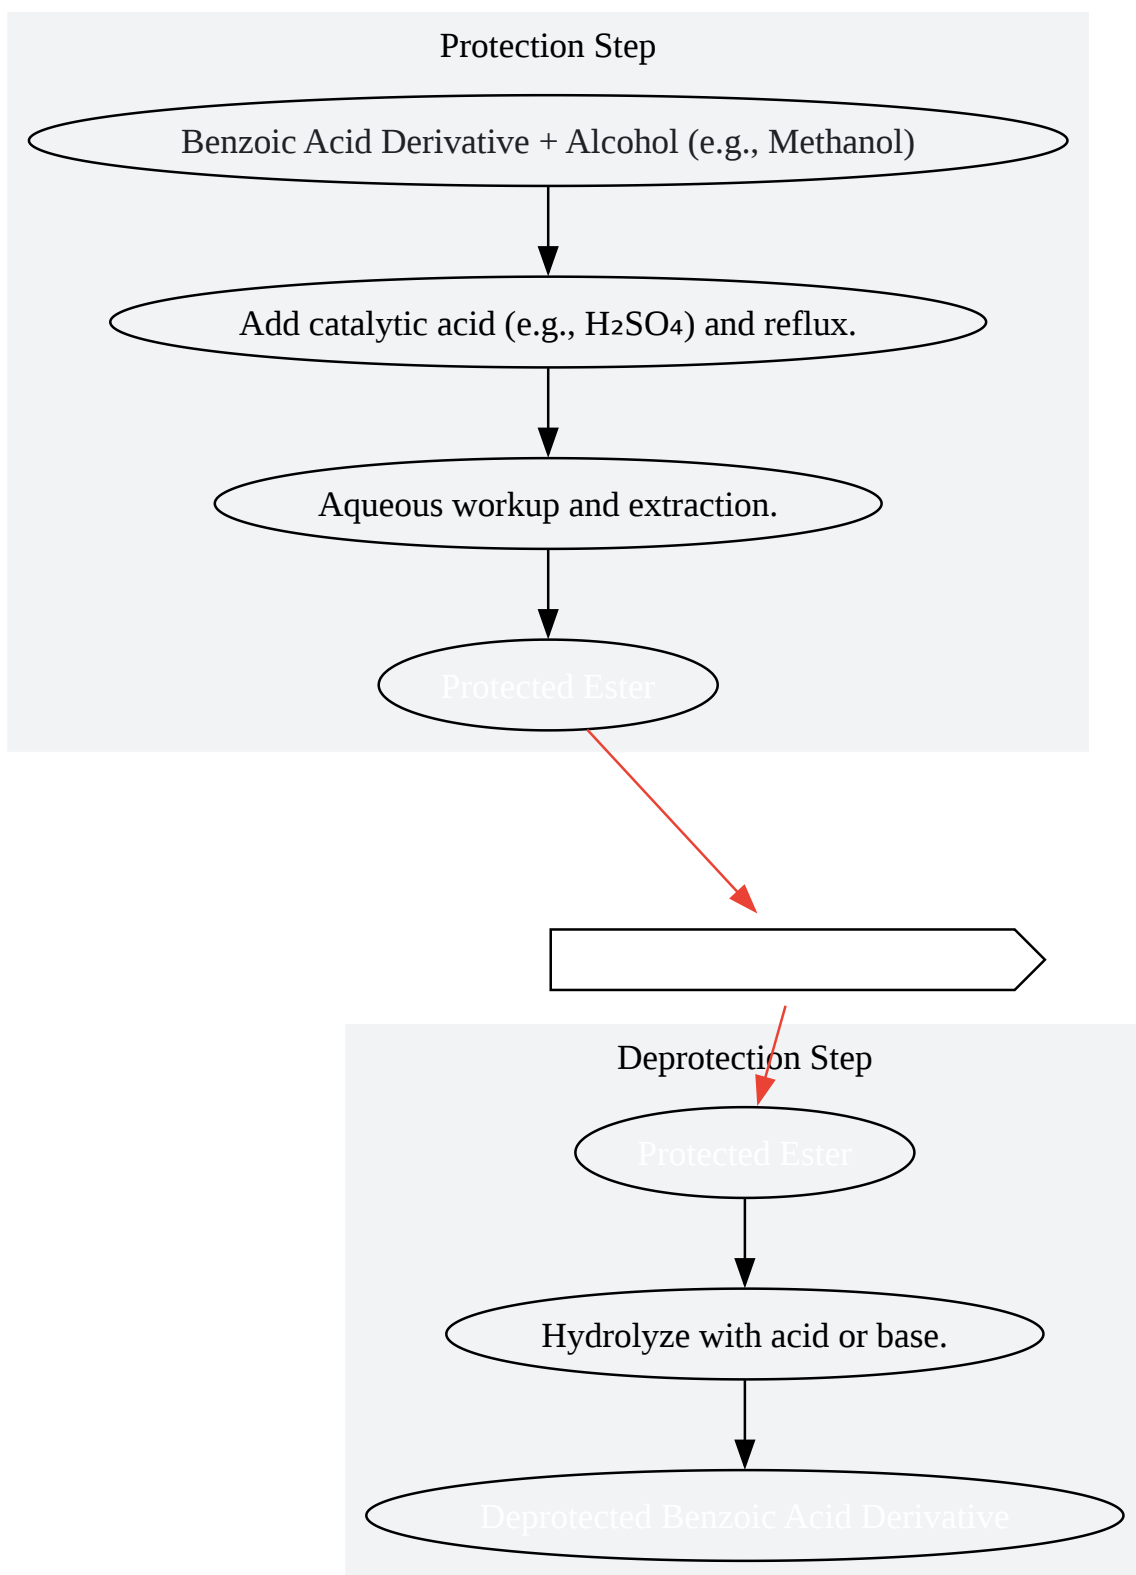 Protection Step
Benzoic Acid Derivative + Alcohol (e.g., Methanol)
Add catalytic acid (e.g., H₂SO₄) and reflux.
Aqueous workup and extraction.
Protected Ester
Deprotection Step
Protected Ester
Hydrolyze with acid or base.
Deprotected Benzoic Acid Derivative